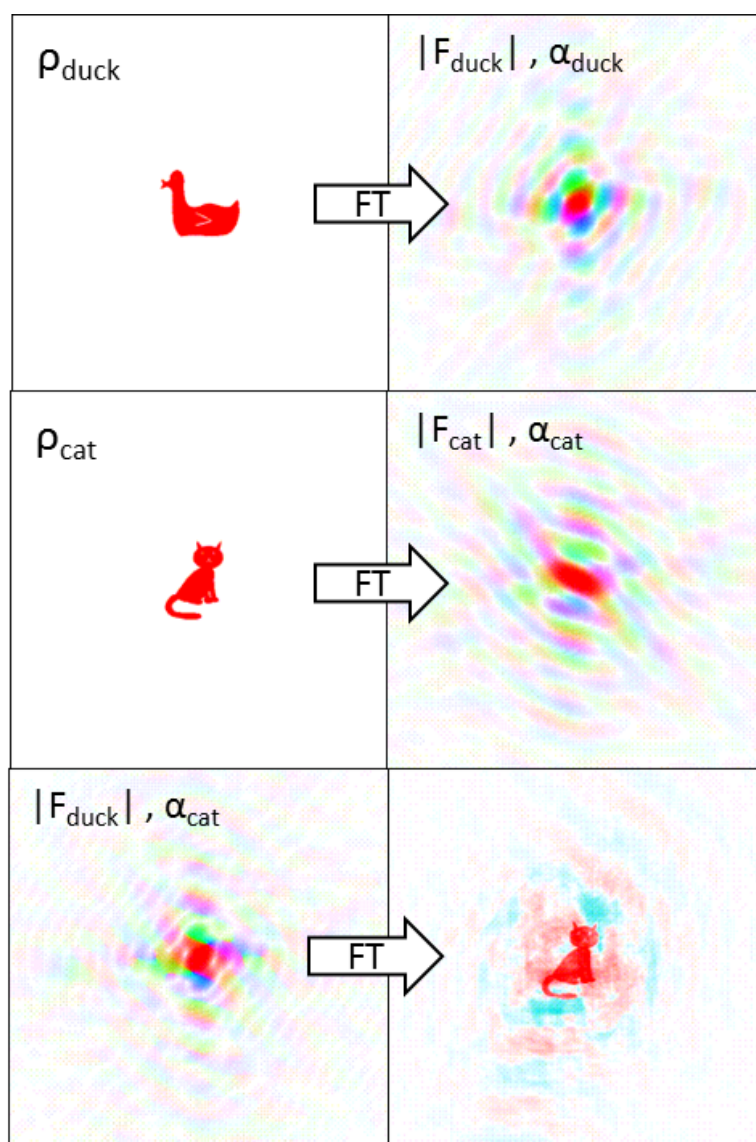 ρduck
|Fduck| , αduck
FT
ρcat
|Fcat| , αcat
FT
|Fduck| , αcat
FT